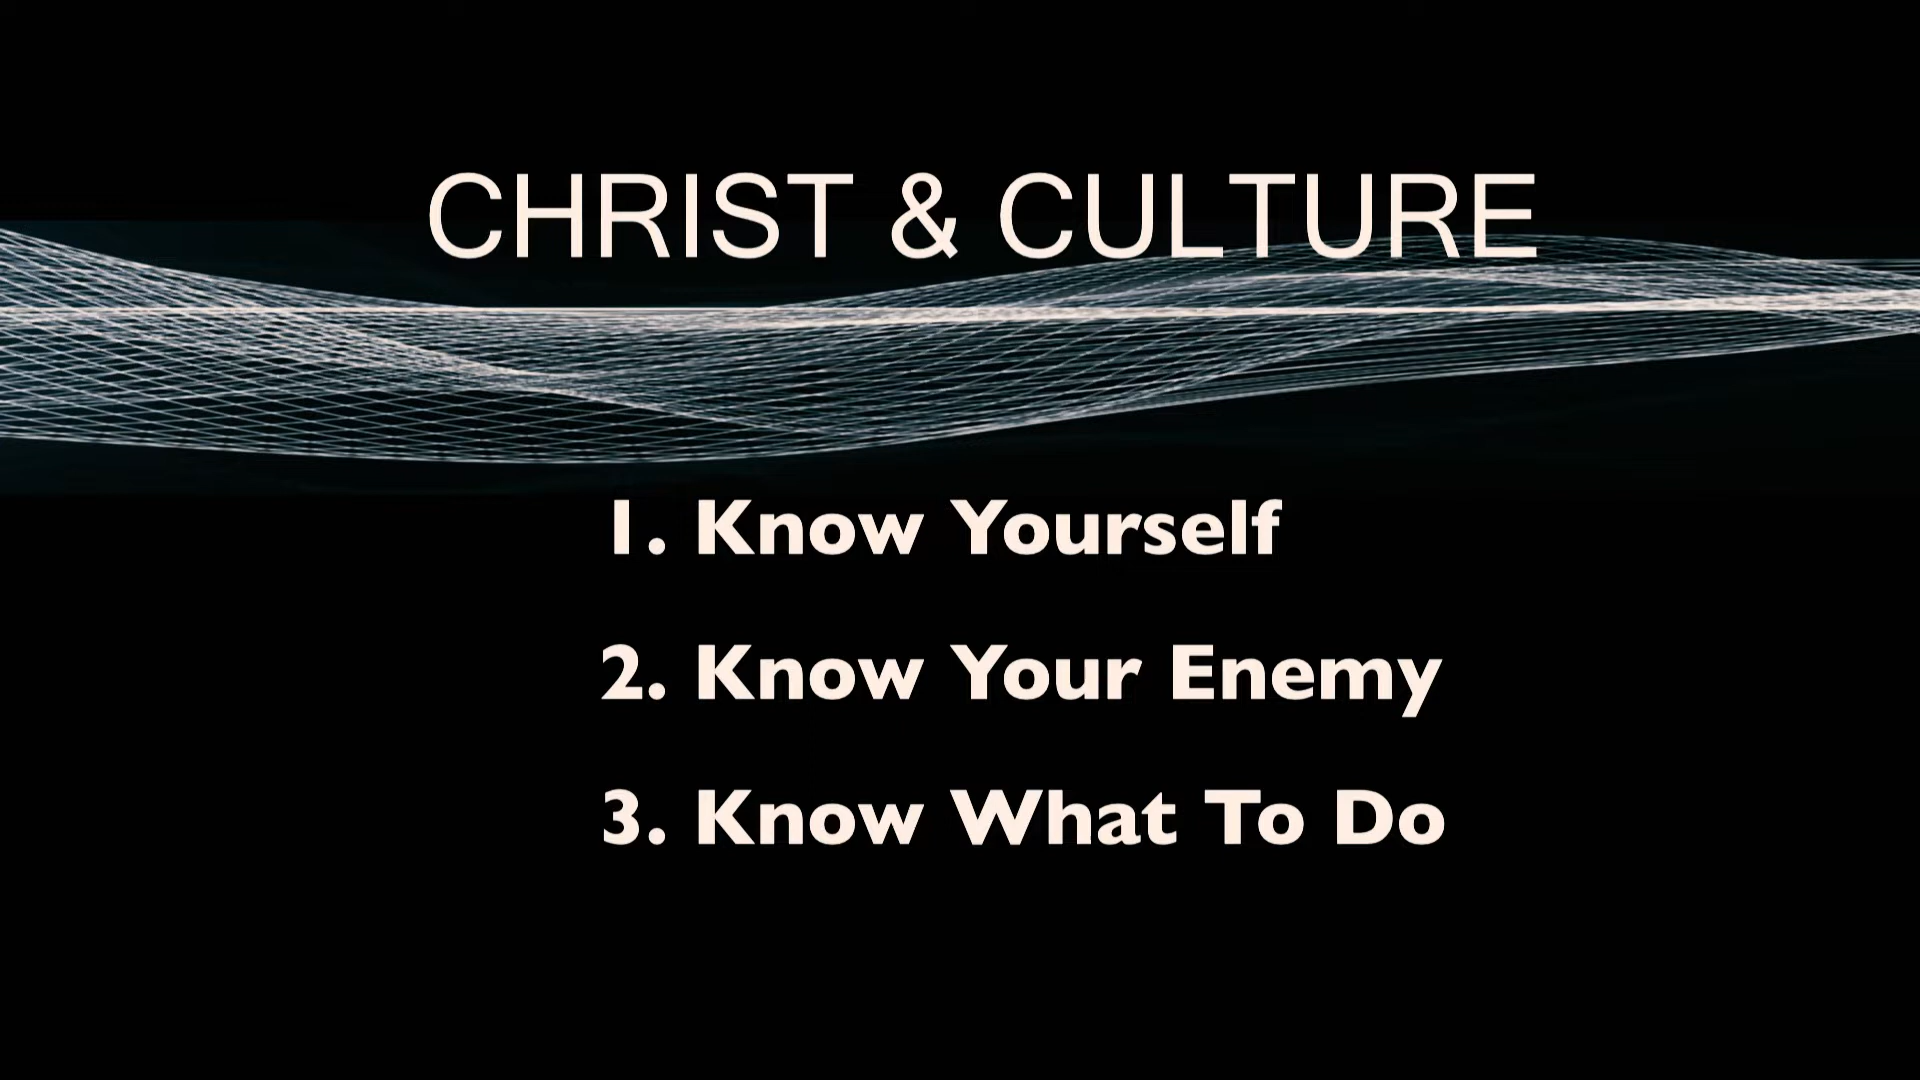 CHRIST & CULTURE
1. Know Yourself
2. Know Your Enemy
3. Know What To Do